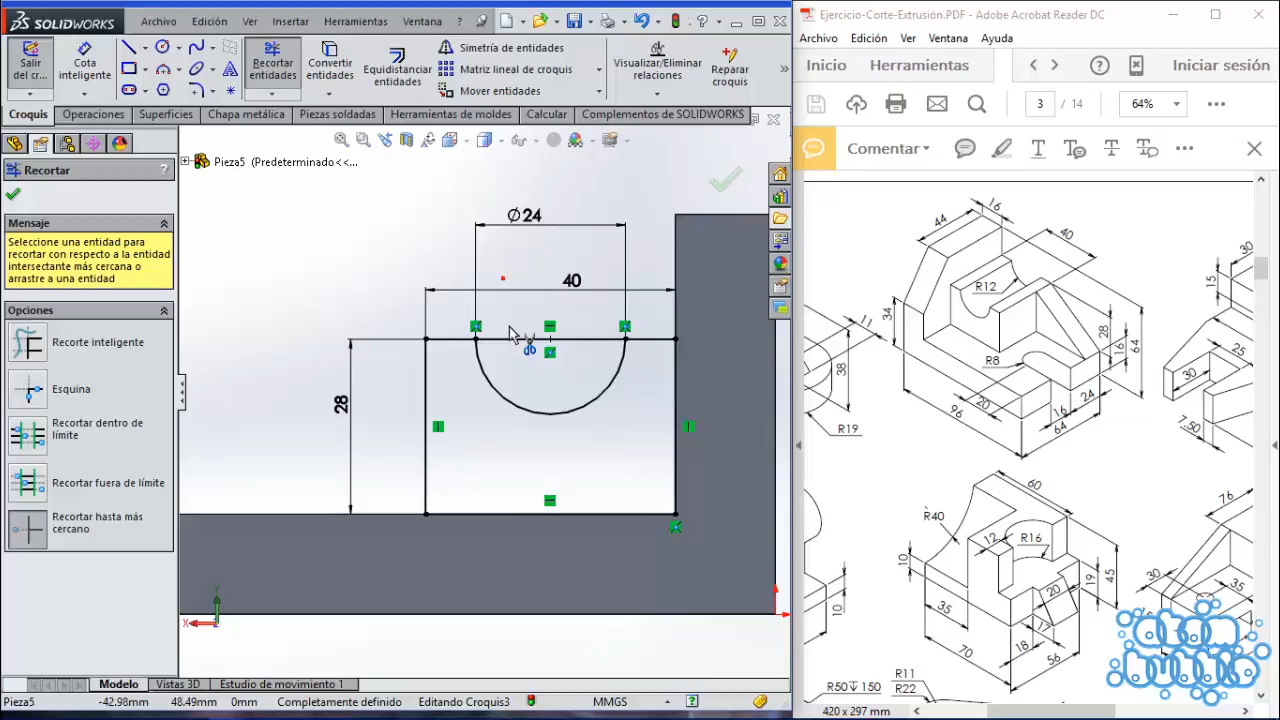 SOLIDWORKS
Archivo Edición Ver Insertar Herramientas Ventana ?
Salir del cr...
Cota inteligente
Recortar entidades
Convertir entidades
Equidistanciar entidades
Simetría de entidades
Matriz lineal de croquis
Mover entidades
Visualizar/Eliminar relaciones
Reparar croquis
Croquis Operaciones Superficies Chapa metálica Piezas soldadas Herramientas de moldes Calcular Complementos de SOLIDWORKS
Pieza5 (Predeterminado<<...
Recortar ?
Mensaje
Seleccione una entidad para
recortar con respecto a la entidad
intersectante más cercana o
arrastre a una entidad
Opciones
Recorte inteligente
Esquina
Recortar dentro de
límite
Recortar fuera de límite
Recortar hasta más
cercano
Ø24
40
28
Y
X
Z
Modelo Vistas 3D Estudio de movimiento 1
Pieza5 -42.98mm 48.49mm 0mm Completamente definido Editando Croquis3 MMGS
Ejercicio-Corte-Extrusión.PDF - Adobe Acrobat Reader DC
Archivo Edición Ver Ventana Ayuda
Inicio Herramientas Iniciar sesión
3 / 14 64%
Comentar
16
44
40
R12
34
28
16
64
R8
20
16
24
96
64
11
38
R19
30
15
25
30
7.50
60
R40
12
R16
10
45
19
20
35
17
18
70
56
10
76
30
35
R11
R22
R50↧150
420 x 297 mm